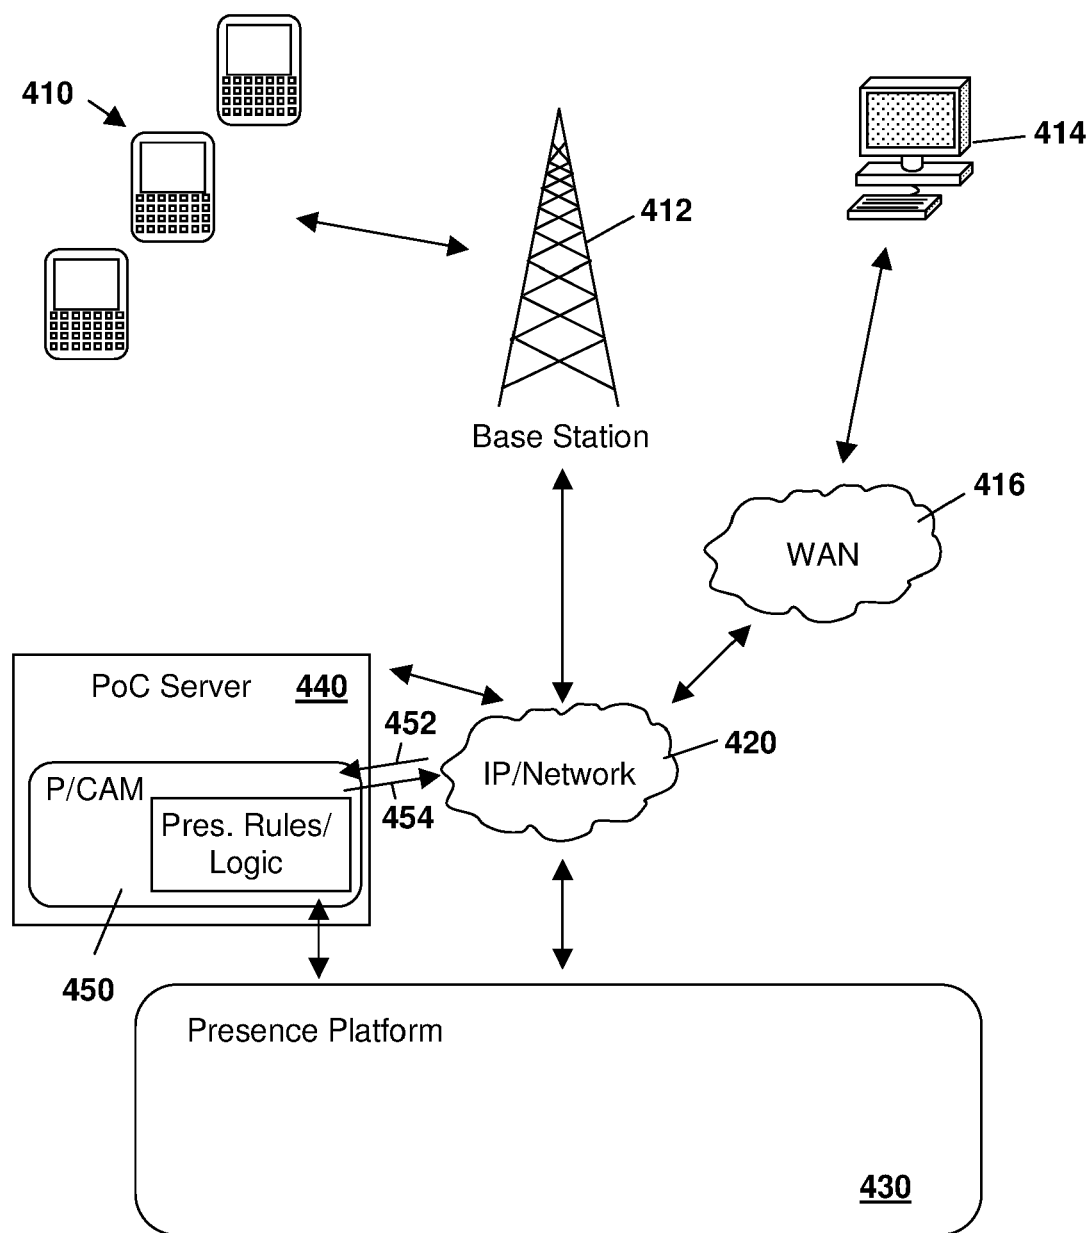 410
414
412
Base Station
416
WAN
PoC Server 440
452
420
IP/Network
P/CAM
454
Pres. Rules/
Logic
450
Presence Platform
430